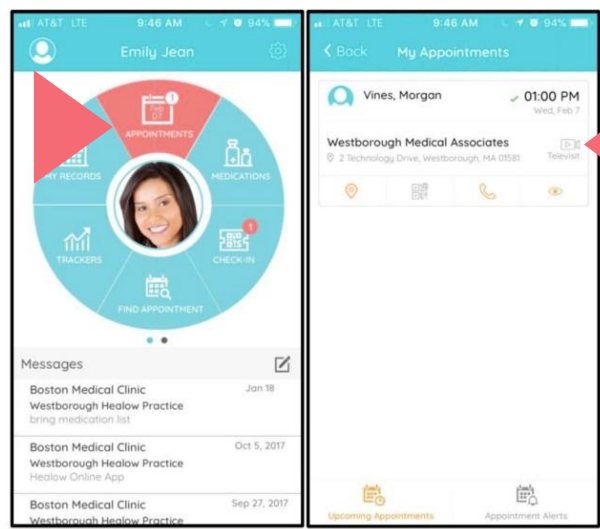 AT&T LTE 9:46 AM 94%
Emily Jean
1
Feb
07
APPOINTMENTS
MY RECORDS
MEDICATIONS
TRACKERS
1
CHECK-IN
FIND APPOINTMENT
Messages
Boston Medical Clinic Jan 18
Westborough Healow Practice
bring medication list
Boston Medical Clinic Oct 5, 2017
Westborough Healow Practice
Healow Online App
Boston Medical Clinic Sep 27, 2017
Westborough Healow Practice
AT&T LTE 9:46 AM 94%
Back My Appointments
Vines, Morgan 01:00 PM
Wed, Feb 7
Westborough Medical Associates
2 Technology Drive, Westborough, MA 01581 Televisit
Upcoming Appointments Appointment Alerts